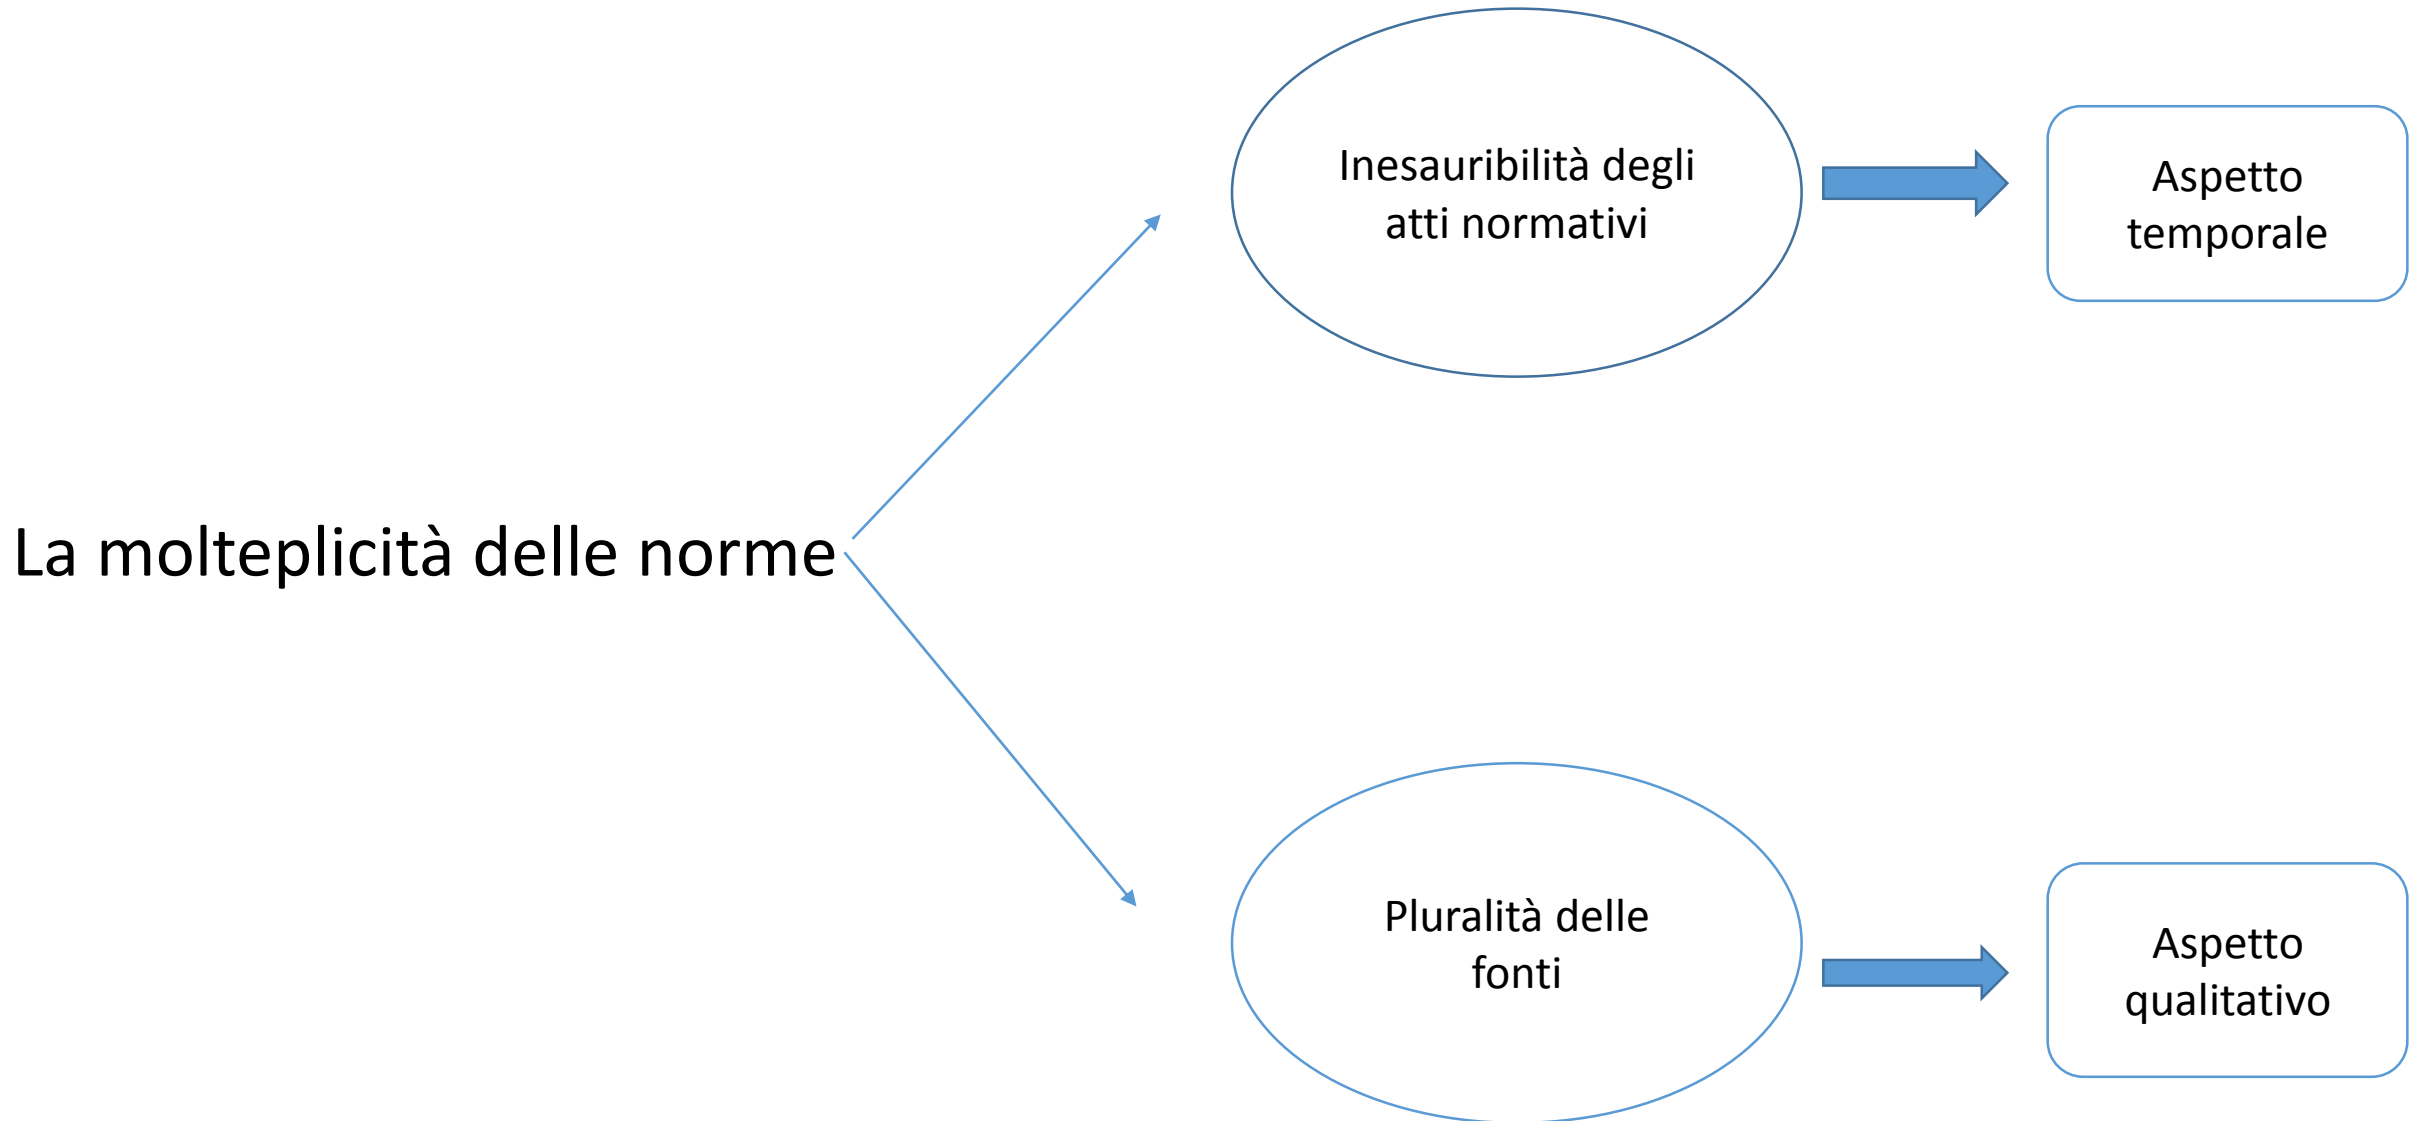 Inesauribilità degli
atti normativi
Aspetto
temporale
La molteplicità delle norme
Pluralità delle
fonti
Aspetto
qualitativo